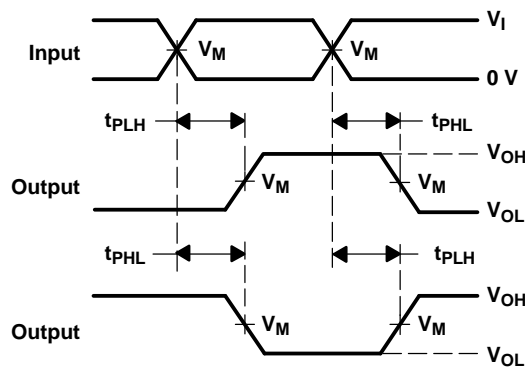 V_I
Input
V_M
V_M
0 V
t_PLH
t_PHL
V_OH
Output
V_M
V_M
V_OL
t_PHL
t_PLH
V_OH
Output
V_M
V_M
V_OL